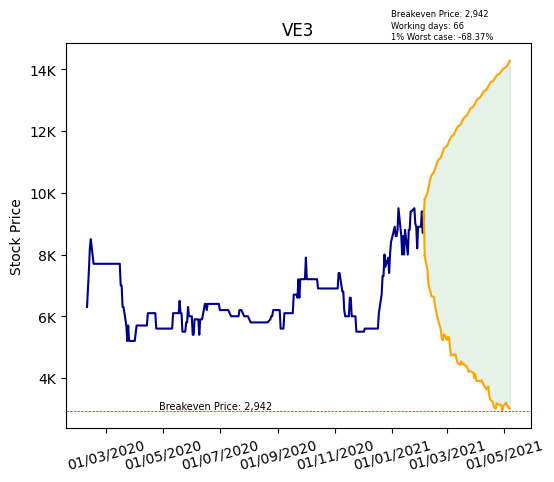 Breakeven Price: 2,942
Working days: 66
1% Worst case: -68.37%
VE3
Stock Price
14K
12K
10K
8K
6K
4K
Breakeven Price: 2,942
01/03/2020 01/05/2020 01/07/2020 01/09/2020 01/11/2020 01/01/2021 01/03/2021 01/05/2021